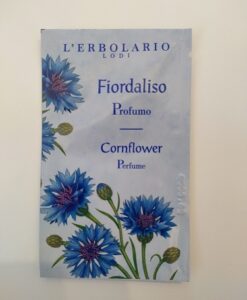 L'ERBOLARIO
LODI
Fiordaliso
Profumo
Cornflower
Perfume